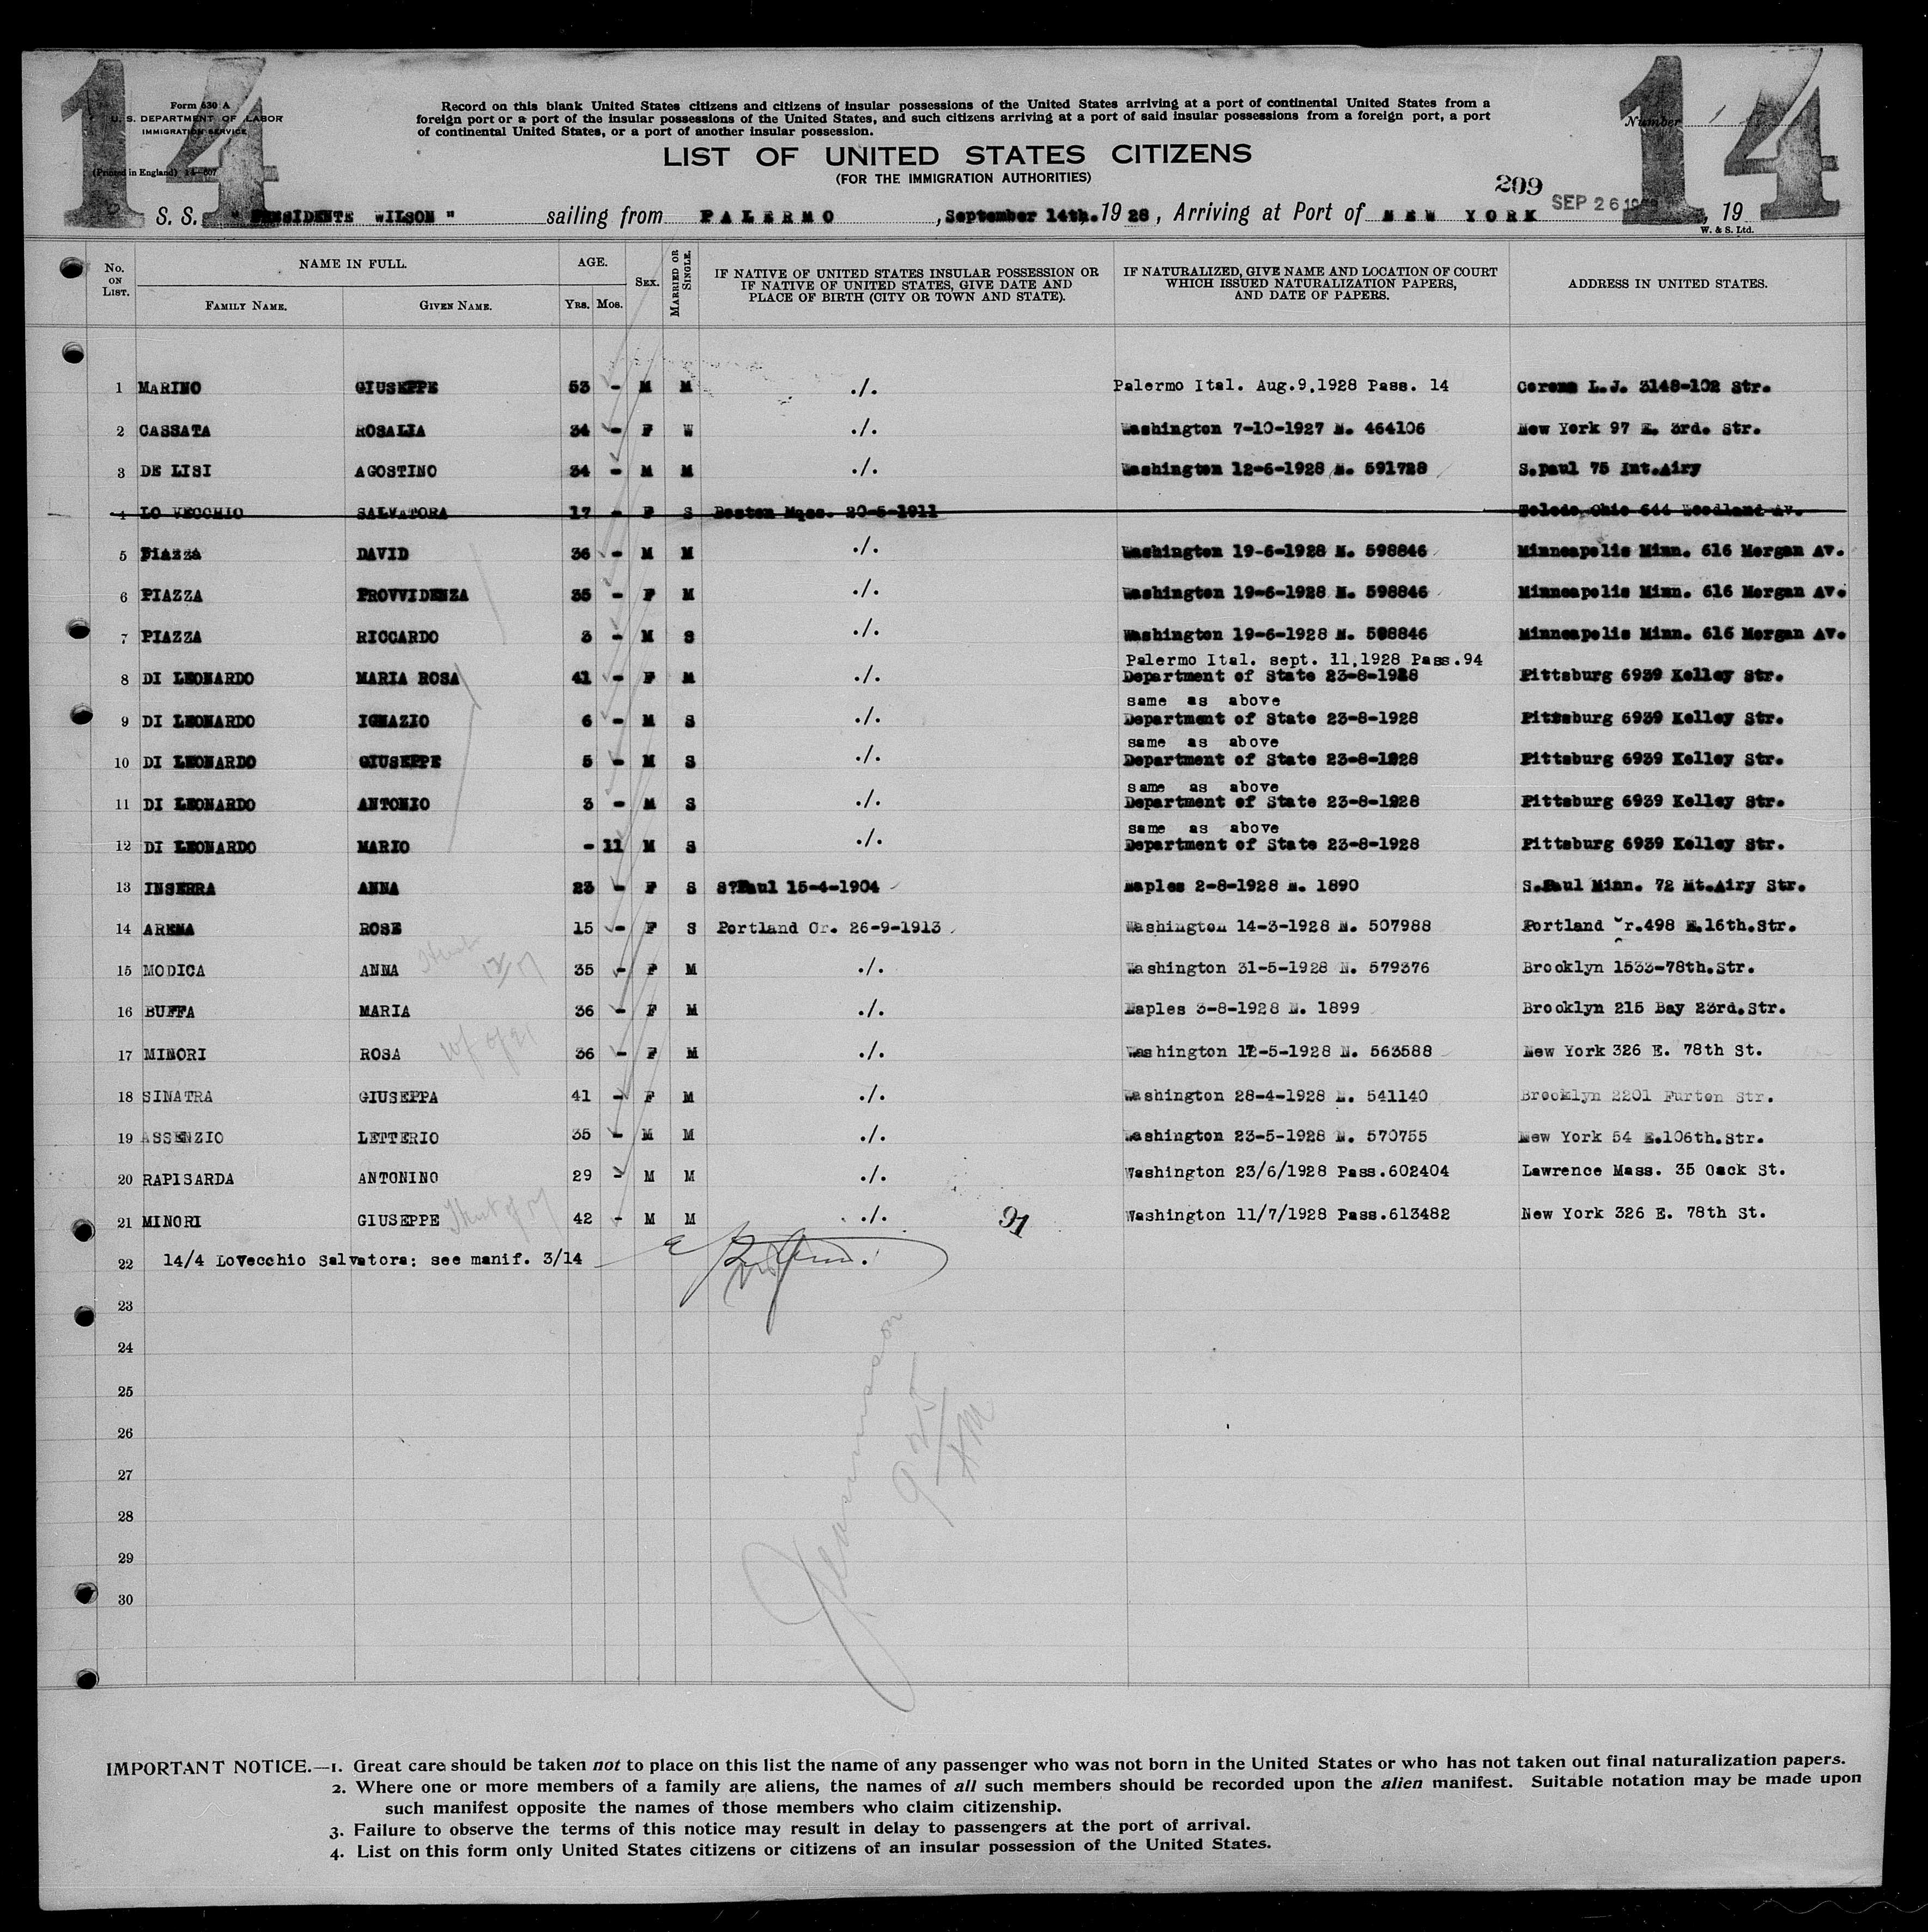 14
14
Form 630 A
U. S. DEPARTMENT OF LABOR
IMMIGRATION SERVICE
(Printed in England) 14—607
Record on this blank United States citizens and citizens of insular possessions of the United States arriving at a port of continental United States from a
foreign port or a port of the insular possessions of the United States, and such citizens arriving at a port of said insular possessions from a foreign port, a port
of continental United States, or a port of another insular possession.
Number
LIST OF UNITED STATES CITIZENS
(FOR THE IMMIGRATION AUTHORITIES)
209
SEP 26 19
S. S. " PRESIDENTE WILSON " sailing from PALERMO , September 14th. 1928 , Arriving at Port of NEW YORK , 19
W. & S. Ltd.
No. ON LIST. NAME IN FULL. FAMILY NAME. GIVEN NAME. AGE. YRS. MOS. SEX. MARRIED OR SINGLE. IF NATIVE OF UNITED STATES INSULAR POSSESSION OR IF NATIVE OF UNITED STATES, GIVE DATE AND PLACE OF BIRTH (CITY OR TOWN AND STATE). IF NATURALIZED, GIVE NAME AND LOCATION OF COURT WHICH ISSUED NATURALIZATION PAPERS, AND DATE OF PAPERS. ADDRESS IN UNITED STATES.
1 MARINO GIUSEPPE 53 - M M ./. Palermo Ital. Aug.9,1928 Pass. 14 Corona L.J. 3148-102 Str.
2 CASSATA ROSALIA 34 - F W ./. Washington 7-10-1927 N. 464106 New York 97 E. 3rd. Str.
3 DE LISI AGOSTINO 34 - M M ./. Washington 12-6-1928 N. 591728 S.paul 75 Int.Airy
4 LO VECCHIO SALVATORA 17 - F S Boston Mass. 20-5-1911 Toledo Ohio 644 Woodland Av.
5 PIAZZA DAVID 36 - M M ./. Washington 19-6-1928 N. 598846 Minneapolis Minn. 616 Morgan Av.
6 PIAZZA PROVVIDENZA 35 - F M ./. Washington 19-6-1928 N. 598846 Minneapolis Minn. 616 Morgan Av.
7 PIAZZA RICCARDO 3 - M S ./. Washington 19-6-1928 N. 598846 Minneapolis Minn. 616 Morgan Av.
Palermo Ital. sept. 11,1928 Pass.94
8 DI LEONARDO MARIA ROSA 41 - F M ./. Department of State 23-8-1928 Pittsburg 6939 Kelley Str.
same as above
9 DI LEONARDO IGNAZIO 6 - M S ./. Department of State 23-8-1928 Pittsburg 6939 Kelley Str.
same as above
10 DI LEONARDO GIUSEPPE 5 - M S ./. Department of State 23-8-1928 Pittsburg 6939 Kelley Str.
same as above
11 DI LEONARDO ANTONIO 3 - M S ./. Department of State 23-8-1928 Pittsburg 6939 Kelley Str.
same as above
12 DI LEONARDO MARIO - 11 M S ./. Department of State 23-8-1928 Pittsburg 6939 Kelley Str.
13 INSERRA ANNA 23 - F S S?Paul 15-4-1904 Naples 2-8-1928 N. 1890 S.Paul Minn. 72 Mt.Airy Str.
14 ARENA ROSE 15 - F S Portland Or. 26-9-1913 Washington 14-3-1928 N. 507988 Portland r.498 E.16th.Str.
15 MODICA ANNA 35 - F M ./. Washington 31-5-1928 N. 579376 Brooklyn 1533-78th.Str.
16 BUFFA MARIA 36 - F M ./. Naples 3-8-1928 N. 1899 Brooklyn 215 Bay 23rd.Str.
17 MINORI ROSA 36 - F M ./. Washington 12-5-1928 N. 563588 New York 326 E. 78th St.
18 SINATRA GIUSEPPA 41 - F M ./. Washington 28-4-1928 N. 541140 Brooklyn 2201 Furton Str.
19 ASSENZIO LETTERIO 35 - M M ./. Washington 23-5-1928 N. 570755 New York 54 E.106th.Str.
20 RAPISARDA ANTONINO 29 - M M ./. Washington 23/6/1928 Pass.602404 Lawrence Mass. 35 Oack St.
21 MINORI GIUSEPPE 42 - M M ./. 91 Washington 11/7/1928 Pass.613482 New York 326 E. 78th St.
22 14/4 Lovecchio Salvatora: see manif. 3/14
23
24
25
26
27
28
29
30
IMPORTANT NOTICE.—1. Great care should be taken not to place on this list the name of any passenger who was not born in the United States or who has not taken out final naturalization papers.
2. Where one or more members of a family are aliens, the names of all such members should be recorded upon the alien manifest. Suitable notation may be made upon
such manifest opposite the names of those members who claim citizenship.
3. Failure to observe the terms of this notice may result in delay to passengers at the port of arrival.
4. List on this form only United States citizens or citizens of an insular possession of the United States.